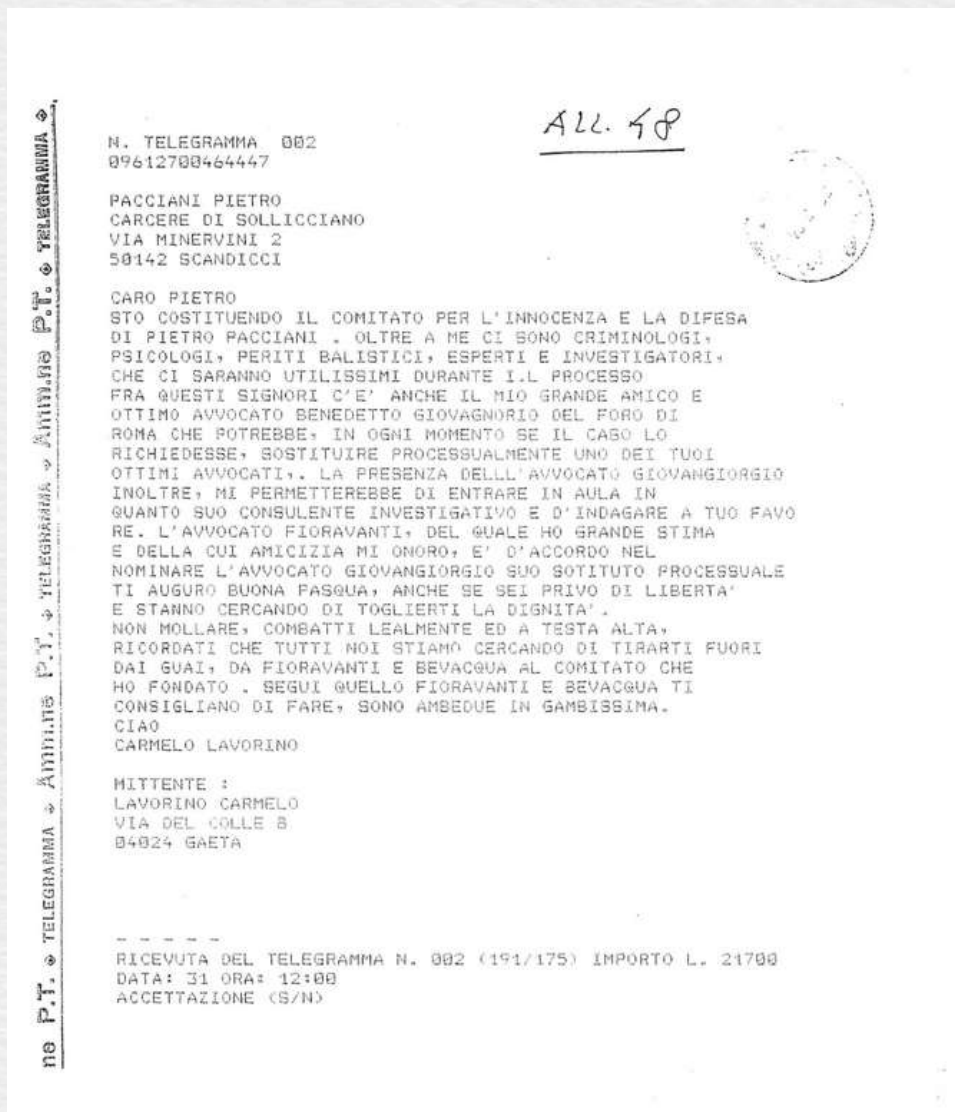 ALL. 48
N. TELEGRAMMA 002
09612700464447
PACCIANI PIETRO
CARCERE DI SOLLICCIANO
VIA MINERVINI 2
50142 SCANDICCI
CARO PIETRO
STO COSTITUENDO IL COMITATO PER L'INNOCENZA E LA DIFESA
DI PIETRO PACCIANI . OLTRE A ME CI SONO CRIMINOLOGI,
PSICOLOGI, PERITI BALISTICI, ESPERTI E INVESTIGATORI,
CHE CI SARANNO UTILISSIMI DURANTE I.L PROCESSO
FRA QUESTI SIGNORI C'E' ANCHE IL MIO GRANDE AMICO E
OTTIMO AVVOCATO BENEDETTO GIOVAGNORIO DEL FORO DI
ROMA CHE POTREBBE, IN OGNI MOMENTO SE IL CASO LO
RICHIEDESSE, SOSTITUIRE PROCESSUALMENTE UNO DEI TUOI
OTTIMI AVVOCATI,. LA PRESENZA DELLL'AVVOCATO GIOVANGIORGIO
INOLTRE, MI PERMETTEREBBE DI ENTRARE IN AULA IN
QUANTO SUO CONSULENTE INVESTIGATIVO E D'INDAGARE A TUO FAVO
RE. L'AVVOCATO FIORAVANTI, DEL QUALE HO GRANDE STIMA
E DELLA CUI AMICIZIA MI ONORO, E' D'ACCORDO NEL
NOMINARE L'AVVOCATO GIOVANGIORGIO SUO SOTITUTO PROCESSUALE
TI AUGURO BUONA PASQUA, ANCHE SE SEI PRIVO DI LIBERTA'
E STANNO CERCANDO DI TOGLIERTI LA DIGNITA'.
NON MOLLARE, COMBATTI LEALMENTE ED A TESTA ALTA,
RICORDATI CHE TUTTI NOI STIAMO CERCANDO DI TIRARTI FUORI
DAI GUAI, DA FIORAVANTI E BEVACQUA AL COMITATO CHE
HO FONDATO . SEGUI QUELLO FIORAVANTI E BEVACQUA TI
CONSIGLIANO DI FARE, SONO AMBEDUE IN GAMBISSIMA.
CIAO
CARMELO LAVORINO
MITTENTE :
LAVORINO CARMELO
VIA DEL COLLE 8
04024 GAETA
- - - - -
RICEVUTA DEL TELEGRAMMA N. 002 (191/175) IMPORTO L. 21700
DATA: 31 ORA: 12:00
ACCETTAZIONE (S/N)
ne P.T. TELEGRAMMA Amm.ne P.T. TELEGRAMMA Amm.ne P.T. TELEGRAMMA